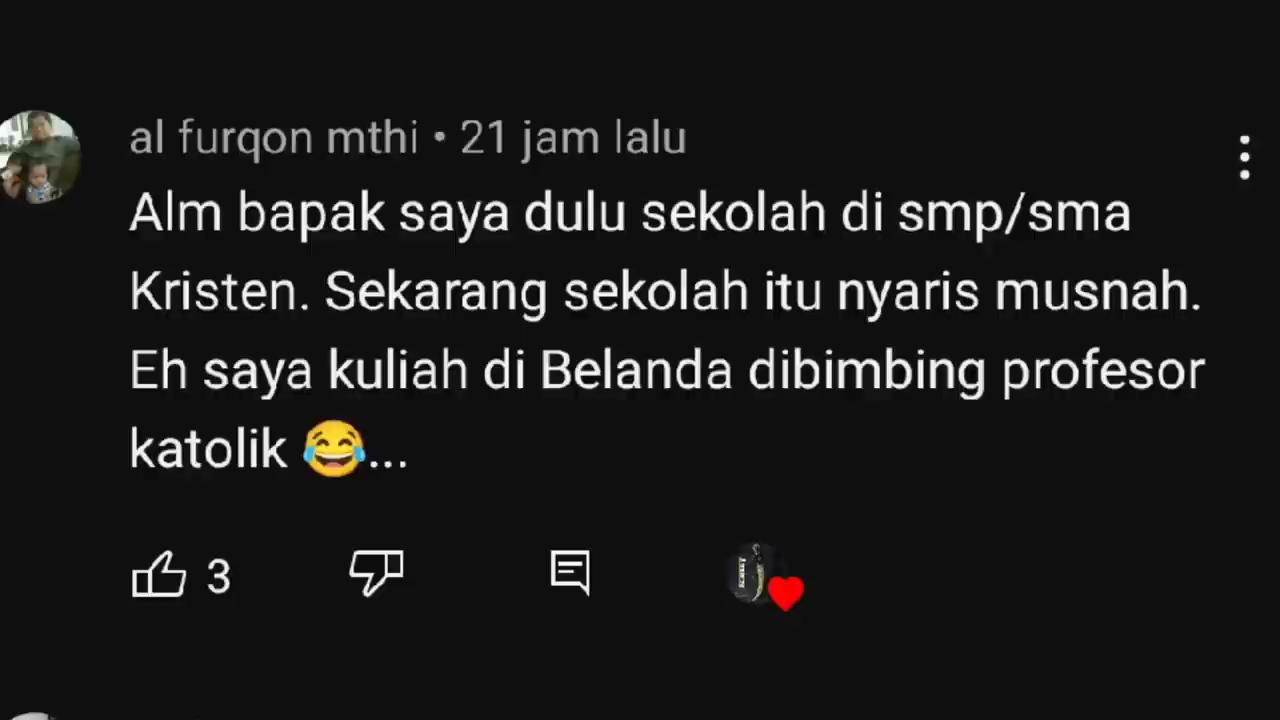 al furqon mthi • 21 jam lalu
Alm bapak saya dulu sekolah di smp/sma
Kristen. Sekarang sekolah itu nyaris musnah.
Eh saya kuliah di Belanda dibimbing profesor
katolik 😂...
3